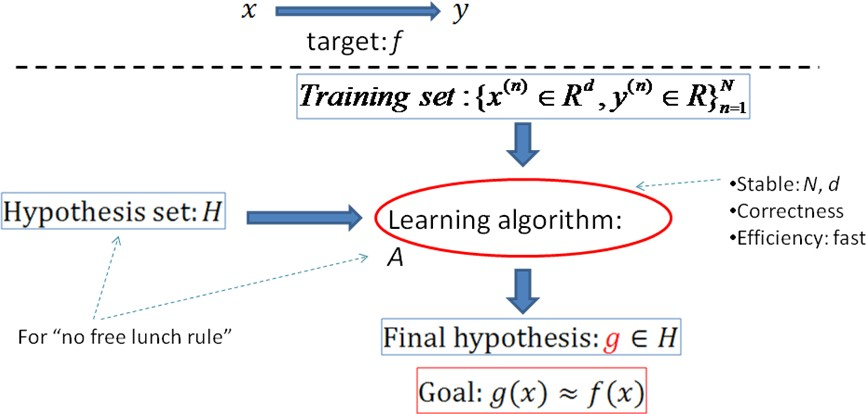 x y
target: f
Training set : {x^(n) ∈ R^d, y^(n) ∈ R}_{n=1}^N
Hypothesis set: H
Learning algorithm:
A
•Stable: N, d
•Correctness
•Efficiency: fast
For “no free lunch rule”
Final hypothesis: g ∈ H
Goal: g(x) ≈ f(x)